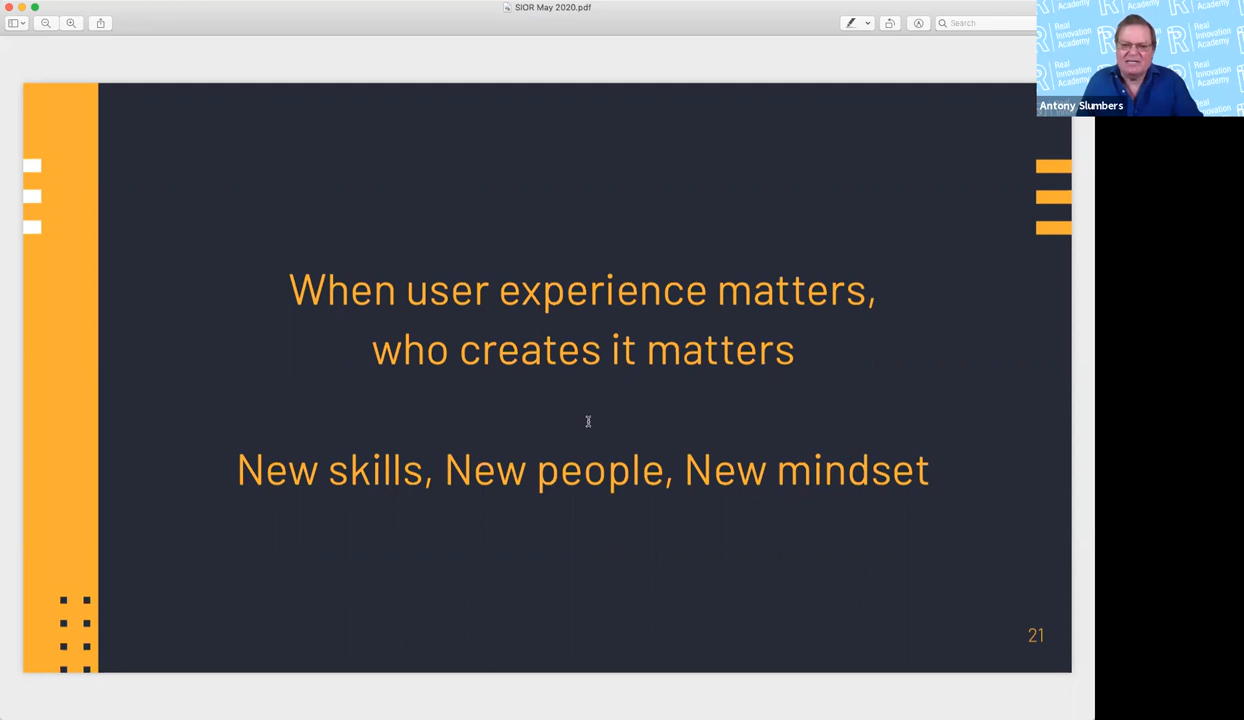 SIOR May 2020.pdf
Search
Real
Innovation
Academy
Antony Slumbers
When user experience matters,
who creates it matters
New skills, New people, New mindset
21